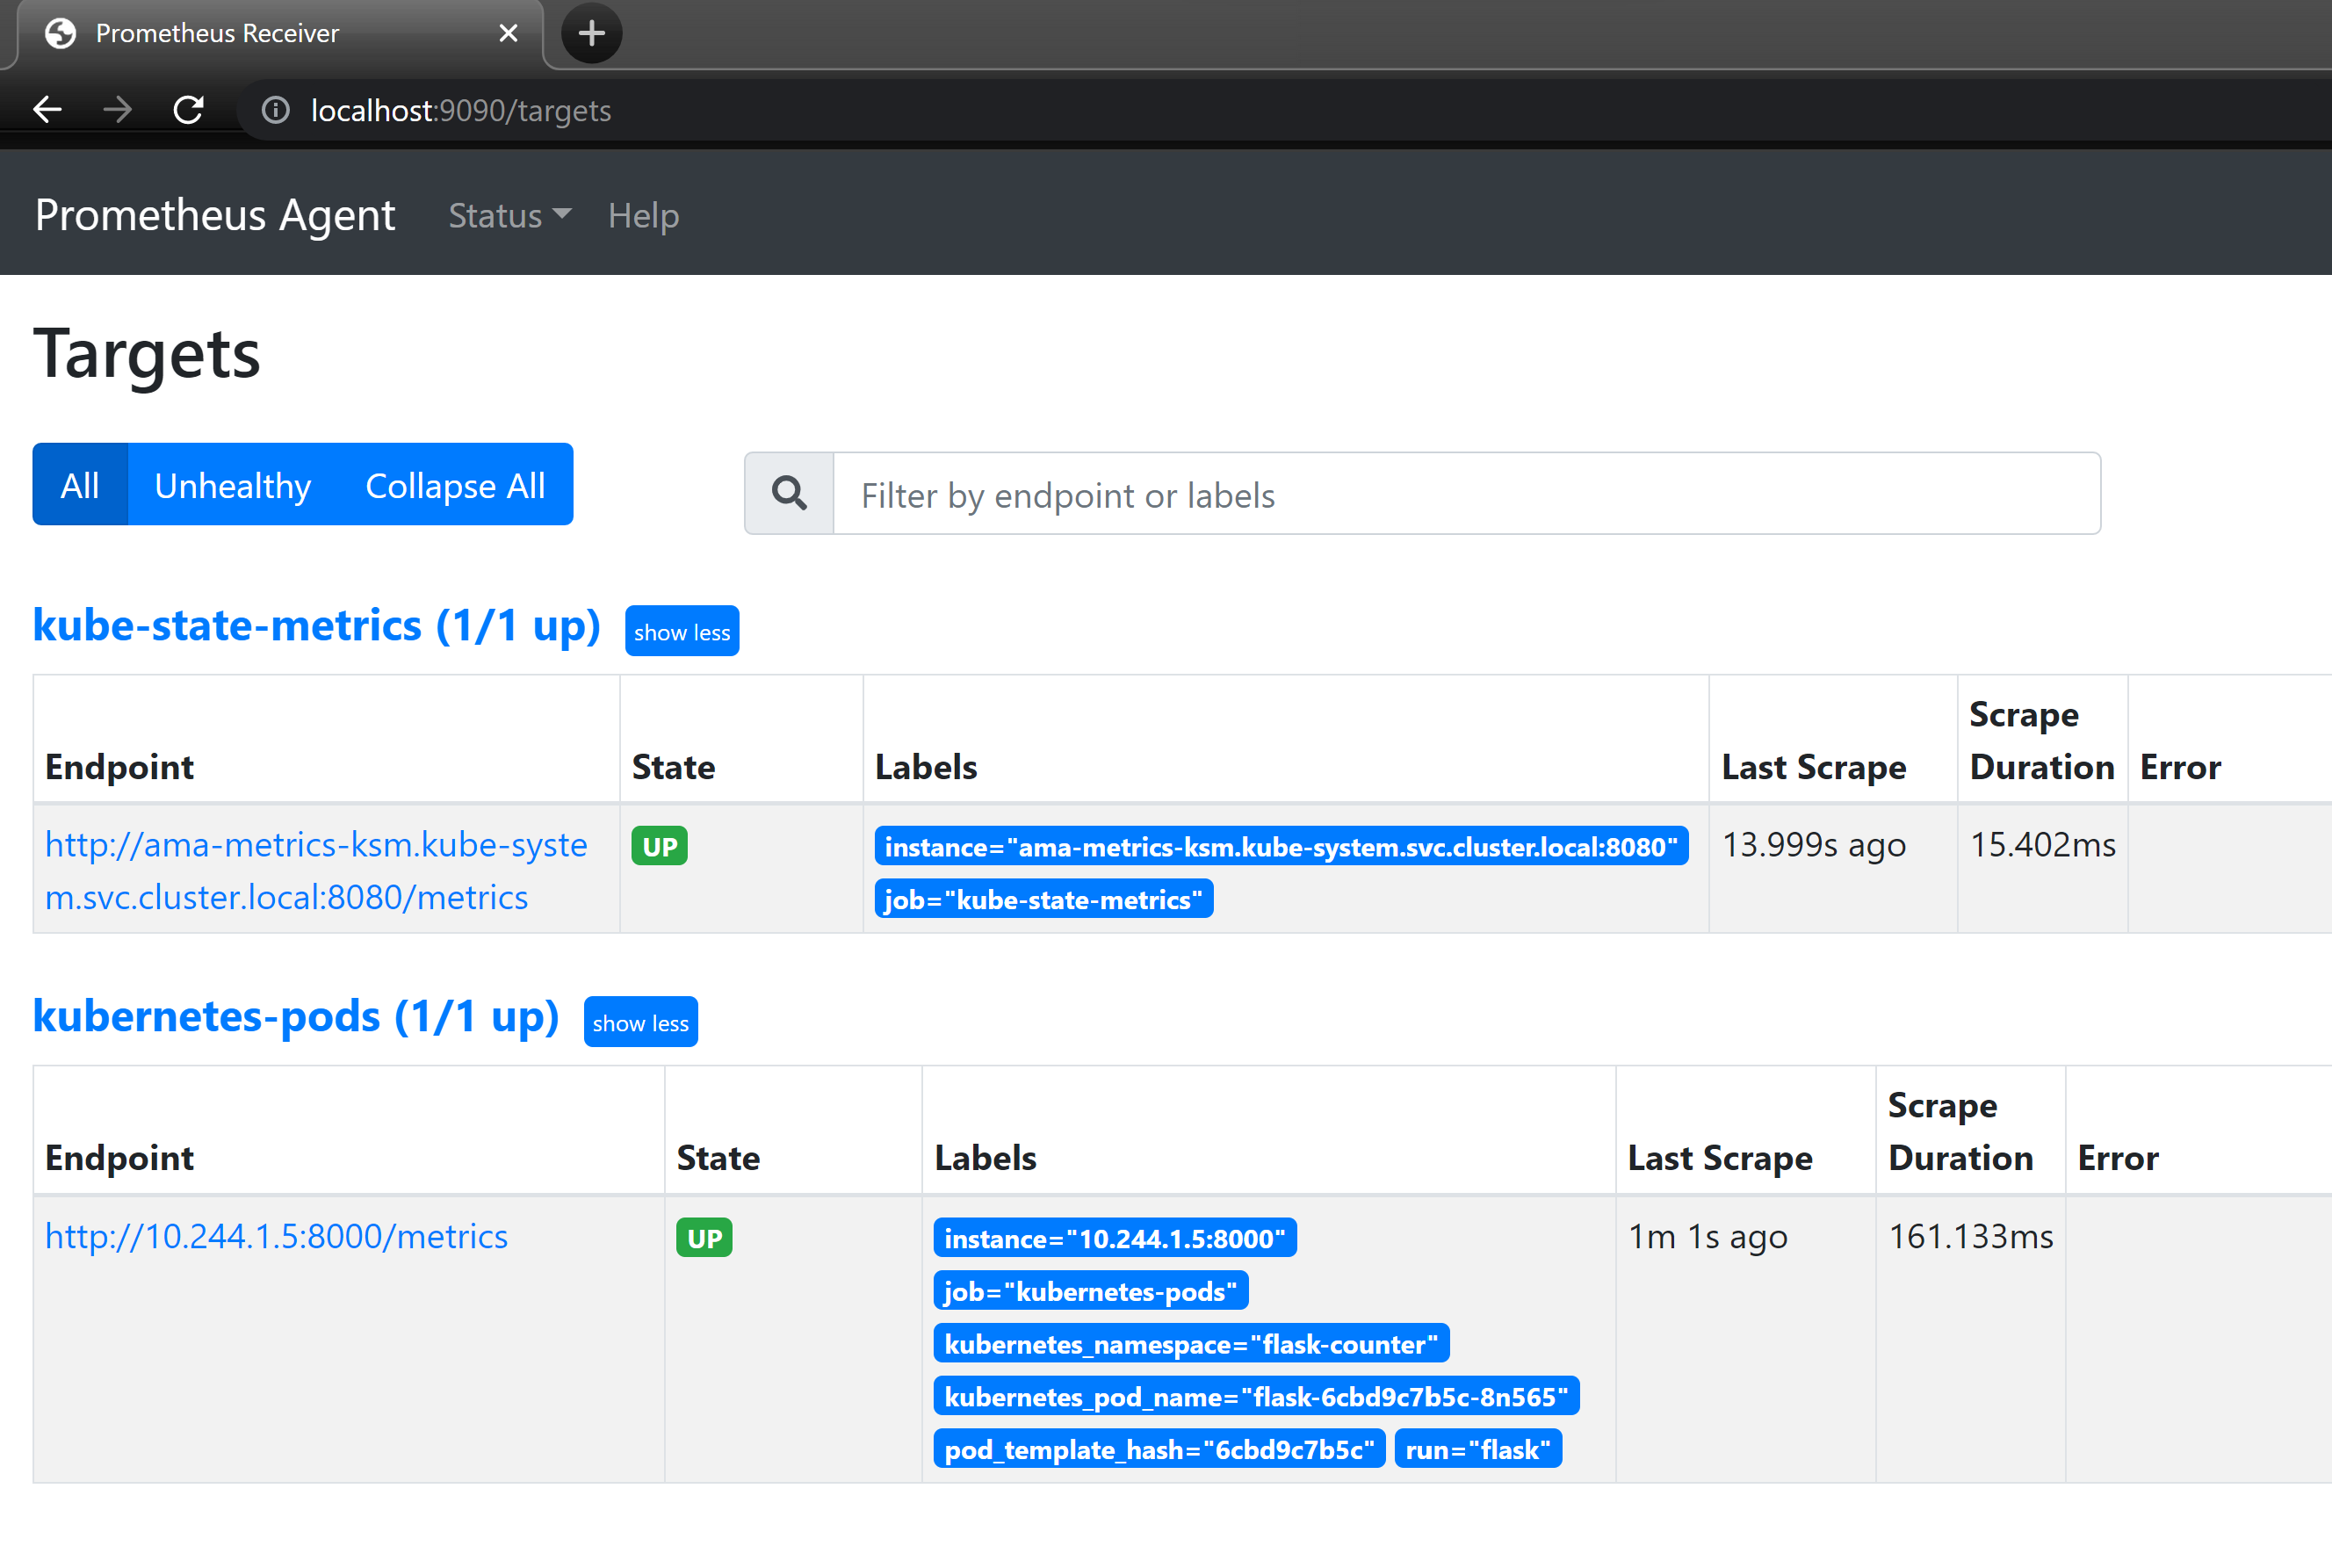 Prometheus Receiver
localhost:9090/targets
Prometheus Agent Status Help
Targets
All Unhealthy Collapse All Filter by endpoint or labels
kube-state-metrics (1/1 up) show less
Endpoint State Labels Last Scrape Scrape Duration Error
http://ama-metrics-ksm.kube-syste UP instance="ama-metrics-ksm.kube-system.svc.cluster.local:8080" 13.999s ago 15.402ms
m.svc.cluster.local:8080/metrics job="kube-state-metrics"
kubernetes-pods (1/1 up) show less
Endpoint State Labels Last Scrape Scrape Duration Error
http://10.244.1.5:8000/metrics UP instance="10.244.1.5:8000" 1m 1s ago 161.133ms
job="kubernetes-pods"
kubernetes_namespace="flask-counter"
kubernetes_pod_name="flask-6cbd9c7b5c-8n565"
pod_template_hash="6cbd9c7b5c" run="flask"